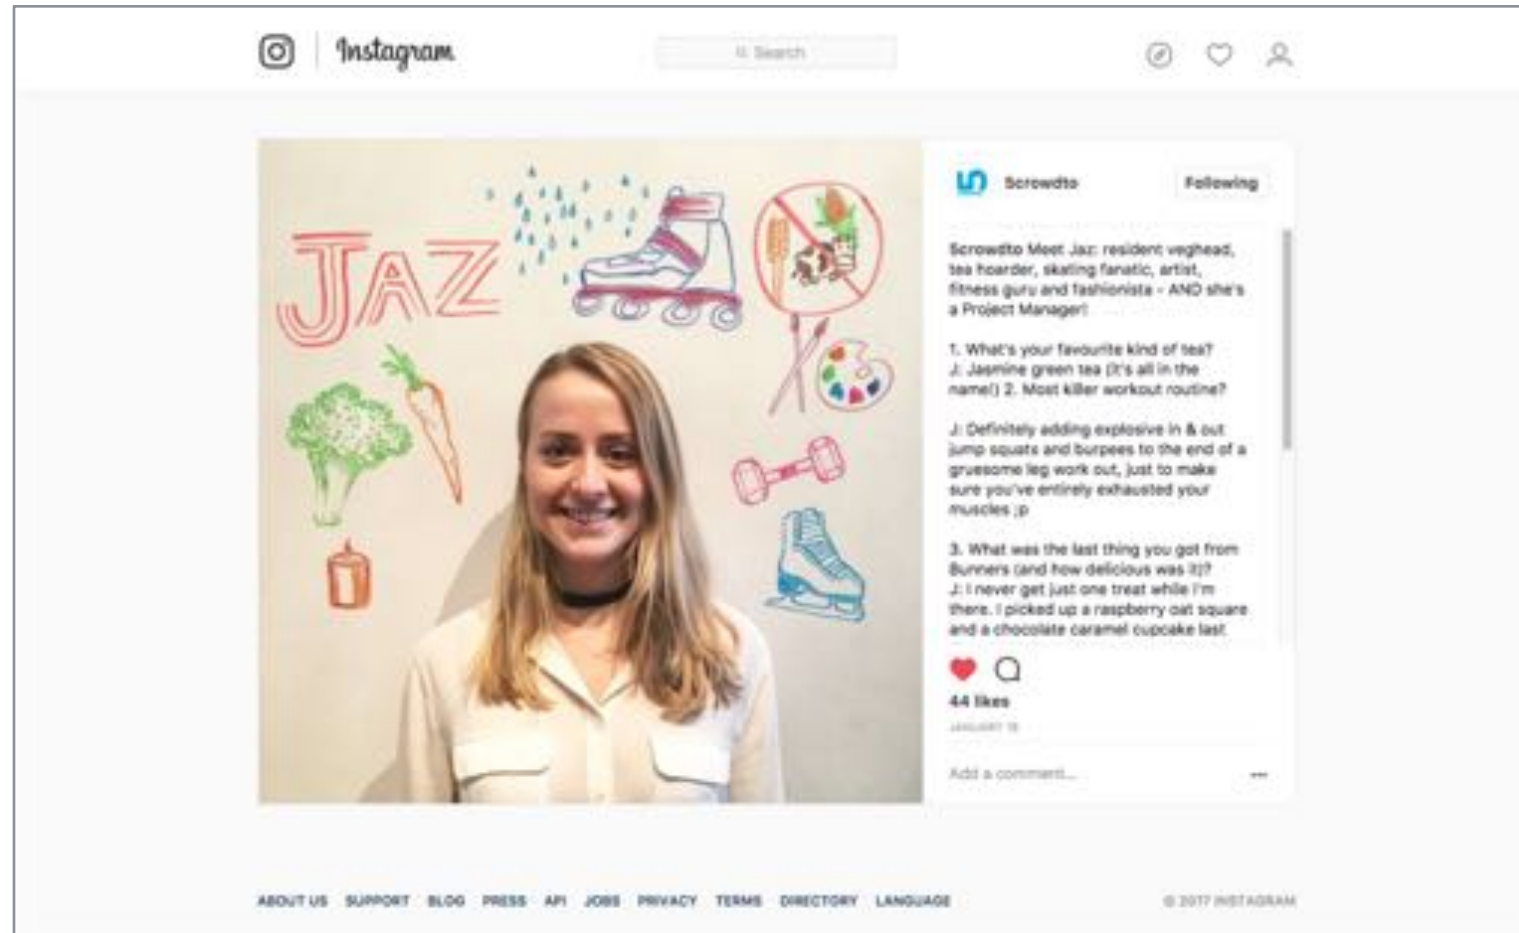 Instagram
Search
JAZ
Scrowdto Following
Scrowdto Meet Jaz: resident veghead,
tea hoarder, skating fanatic, artist,
fitness guru and fashionista - AND she's
a Project Manager!
1. What's your favourite kind of tea?
J: Jasmine green tea (it's all in the
name!) 2. Most killer workout routine?
J: Definitely adding explosive in & out
jump squats and burpees to the end of a
gruesome leg work out, just to make
sure you've entirely exhausted your
muscles ;p
3. What was the last thing you got from
Bunners (and how delicious was it)?
J: I never get just one treat while I'm
there. I picked up a raspberry oat square
and a chocolate caramel cupcake last
44 likes
JANUARY
Add a comment...
ABOUT US SUPPORT BLOG PRESS API JOBS PRIVACY TERMS DIRECTORY LANGUAGE
© 2017 INSTAGRAM